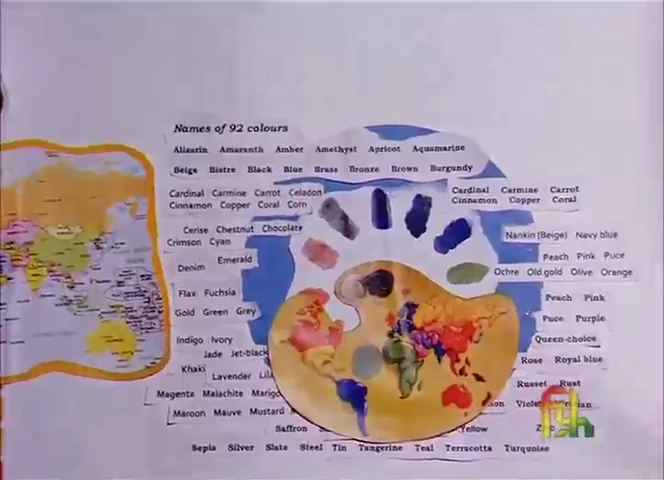 Names of 92 colours
Alizarin Amaranth Amber Amethyst Apricot Aquamarine
Beige Bistre Black Blue Brass Bronze Brown Burgundy
Cardinal Carmine Carrot Celadon
Cinnamon Copper Coral Corn
Cardinal Carmine Carrot
Cinnamon Copper Coral
Cerise Chestnut Chocolate
Crimson Cyan
Nankin (Beige) Navy blue
Denim Emerald
Peach Pink Puce
Ochre Old gold Olive Orange
Flax Fuchsia
Peach Pink
Gold Green Grey
Puce Purple
Indigo Ivory
Queen-choice
Jade Jet-black
Rose Royal blue
Khaki
Lavender
Russet Rust
Magenta Malachite
Maroon Mauve Mustard
Saffron
Yellow
Sepia Silver Slate Steel Tin Tangerine Teal Terracotta Turquoise